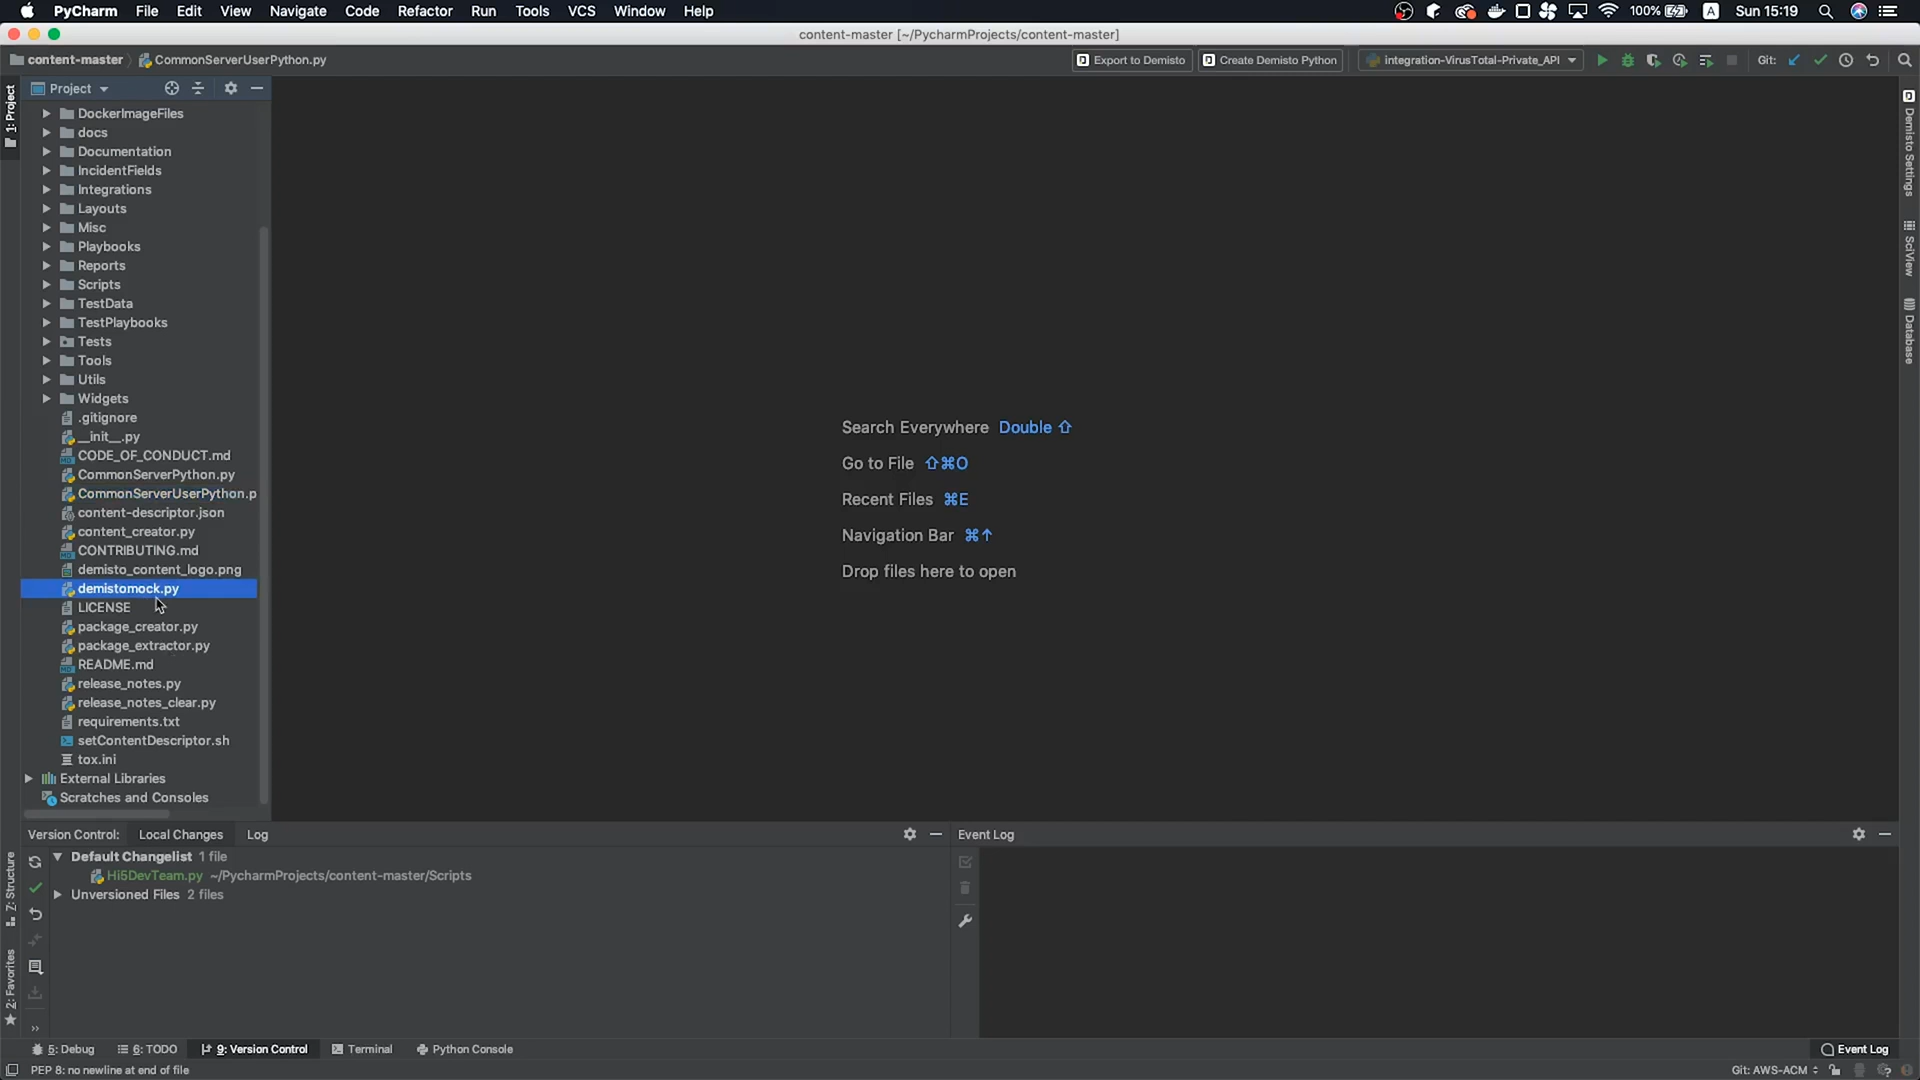 PyCharm File Edit View Navigate Code Refactor Run Tools VCS Window Help 100% A Sun 15:19
content-master [~/PycharmProjects/content-master]
content-master CommonServerUserPython.py Export to Demisto Create Demisto Python integration-VirusTotal-Private_API Git:
Project
1: Project
DockerImageFiles
docs
Documentation
IncidentFields
Integrations
Layouts
Misc
Playbooks
Reports
Scripts
TestData
TestPlaybooks
Tests
Tools
Utils
Widgets
.gitignore
__init__.py
CODE_OF_CONDUCT.md
CommonServerPython.py
CommonServerUserPython.p
content-descriptor.json
content_creator.py
CONTRIBUTING.md
demisto_content_logo.png
demistomock.py
LICENSE
package_creator.py
package_extractor.py
README.md
release_notes.py
release_notes_clear.py
requirements.txt
setContentDescriptor.sh
tox.ini
External Libraries
Scratches and Consoles
Search Everywhere Double ⇧
Go to File ⇧⌘O
Recent Files ⌘E
Navigation Bar ⌘↑
Drop files here to open
Demisto Settings
SciView
Database
Version Control: Local Changes Log
Default Changelist 1 file
Hi6DevTeam.py ~/PycharmProjects/content-master/Scripts
Unversioned Files 2 files
Event Log
Z: Structure
2: Favorites
5: Debug 6: TODO 9: Version Control Terminal Python Console Event Log
PEP 8: no newline at end of file Git: AWS-ACM